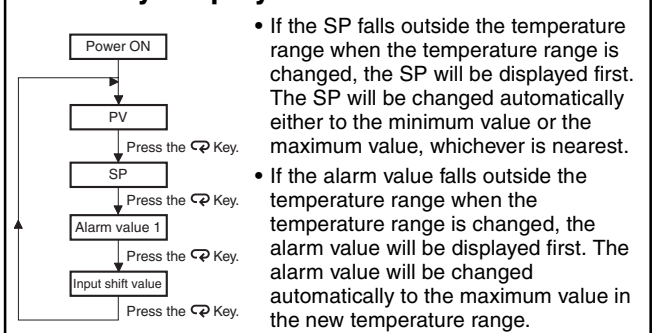 Power ON
PV
Press the Key.
SP
Press the Key.
Alarm value 1
Press the Key.
Input shift value
Press the Key.
• If the SP falls outside the temperature
range when the temperature range is
changed, the SP will be displayed first.
The SP will be changed automatically
either to the minimum value or the
maximum value, whichever is nearest.
• If the alarm value falls outside the
temperature range when the
temperature range is changed, the
alarm value will be displayed first. The
alarm value will be changed
automatically to the maximum value in
the new temperature range.